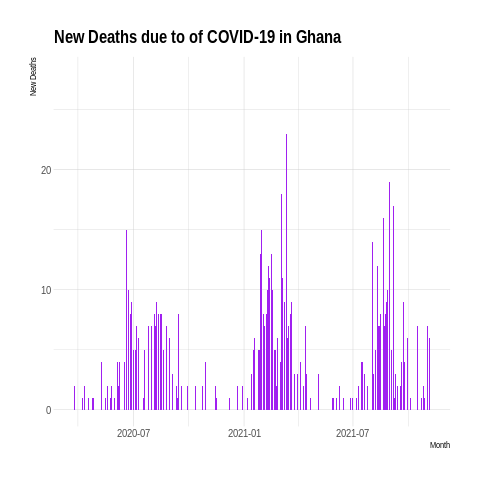 New Deaths due to of COVID-19 in Ghana
New Deaths
20
10
0
2020-07
2021-01
2021-07
Month